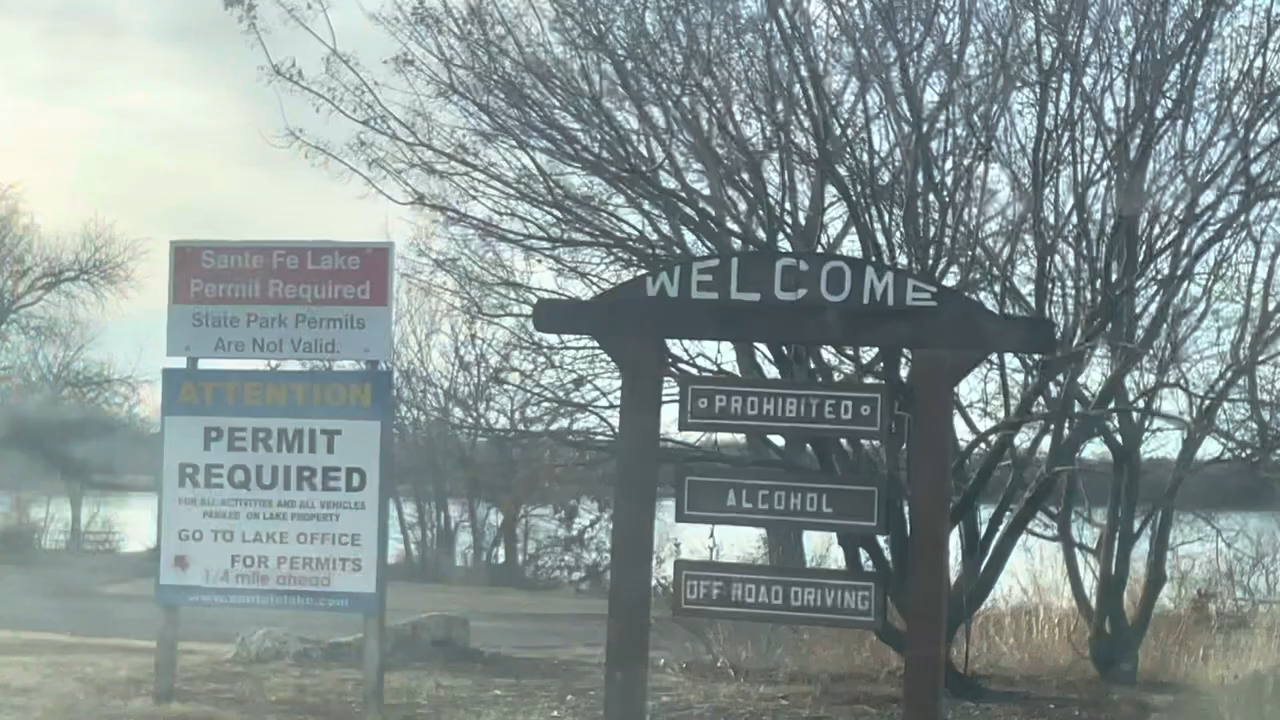 Sante Fe Lake
Permit Required
State Park Permits
Are Not Valid.
ATTENTION
PERMIT
REQUIRED
FOR ALL ACTIVITIES AND ALL VEHICLES
PARKED ON LAKE PROPERTY
GO TO LAKE OFFICE
FOR PERMITS
1/4 mile ahead
www.santafelake.com
WELCOME
PROHIBITED
ALCOHOL
OFF ROAD DRIVING